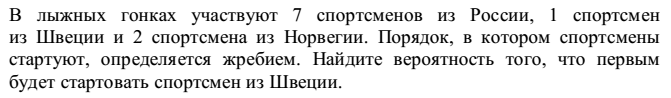 В лыжных гонках участвуют 7 спортсменов из России, 1 спортсмен
из Швеции и 2 спортсмена из Норвегии. Порядок, в котором спортсмены
стартуют, определяется жребием. Найдите вероятность того, что первым
будет стартовать спортсмен из Швеции.